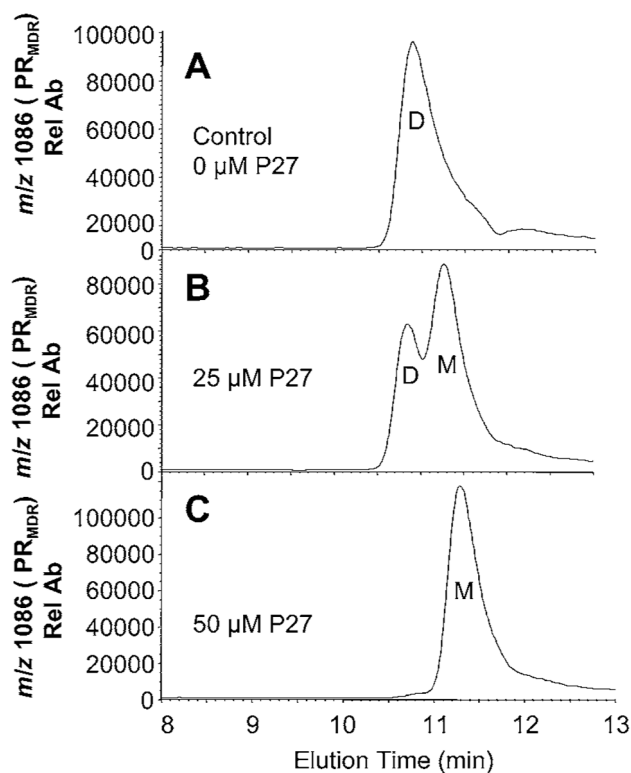 m/z 1086 ( PRMDR)
Rel Ab
100000
80000
60000
40000
20000
0
A
Control
0 µM P27
D
m/z 1086 ( PRMDR)
Rel Ab
80000
60000
40000
20000
0
B
25 µM P27
D
M
m/z 1086 ( PRMDR)
Rel Ab
100000
80000
60000
40000
20000
0
C
50 µM P27
M
8 9 10 11 12 13
Elution Time (min)